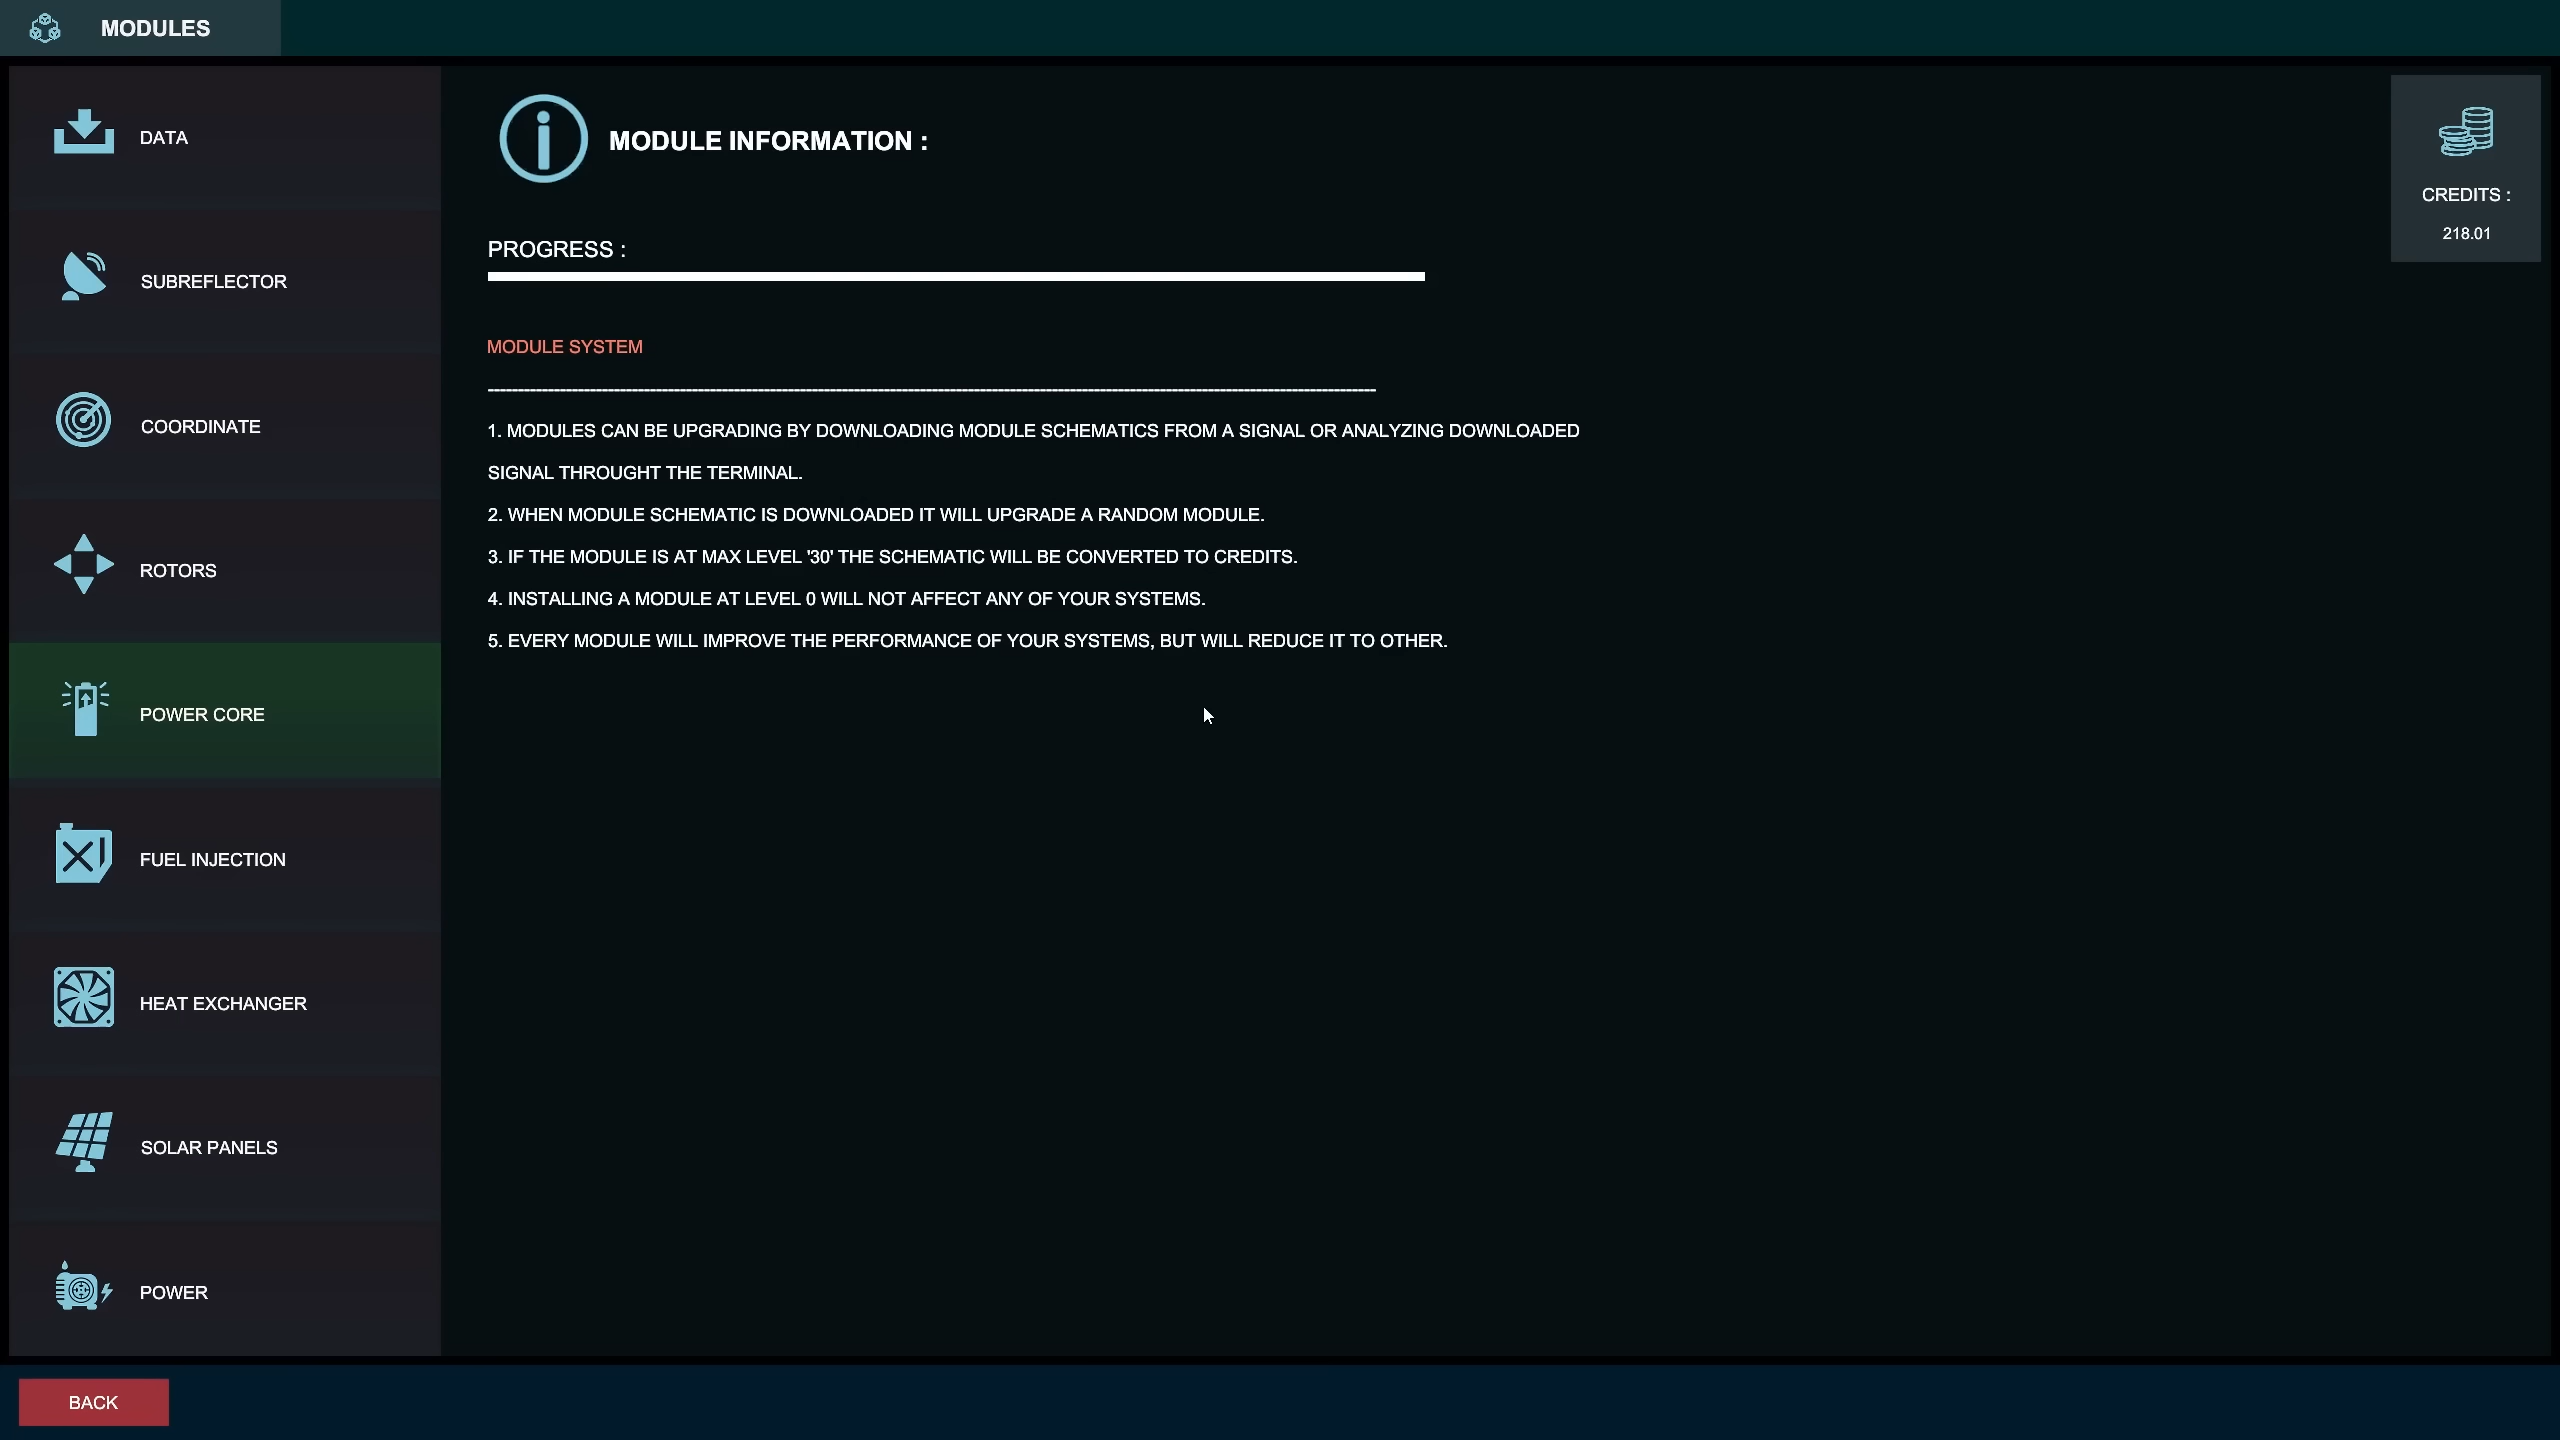 MODULES
DATA
SUBREFLECTOR
COORDINATE
ROTORS
POWER CORE
FUEL INJECTION
HEAT EXCHANGER
SOLAR PANELS
POWER
BACK
MODULE INFORMATION :
PROGRESS :
MODULE SYSTEM
1. MODULES CAN BE UPGRADING BY DOWNLOADING MODULE SCHEMATICS FROM A SIGNAL OR ANALYZING DOWNLOADED
SIGNAL THROUGHT THE TERMINAL.
2. WHEN MODULE SCHEMATIC IS DOWNLOADED IT WILL UPGRADE A RANDOM MODULE.
3. IF THE MODULE IS AT MAX LEVEL '30' THE SCHEMATIC WILL BE CONVERTED TO CREDITS.
4. INSTALLING A MODULE AT LEVEL 0 WILL NOT AFFECT ANY OF YOUR SYSTEMS.
5. EVERY MODULE WILL IMPROVE THE PERFORMANCE OF YOUR SYSTEMS, BUT WILL REDUCE IT TO OTHER.
CREDITS :
218.01